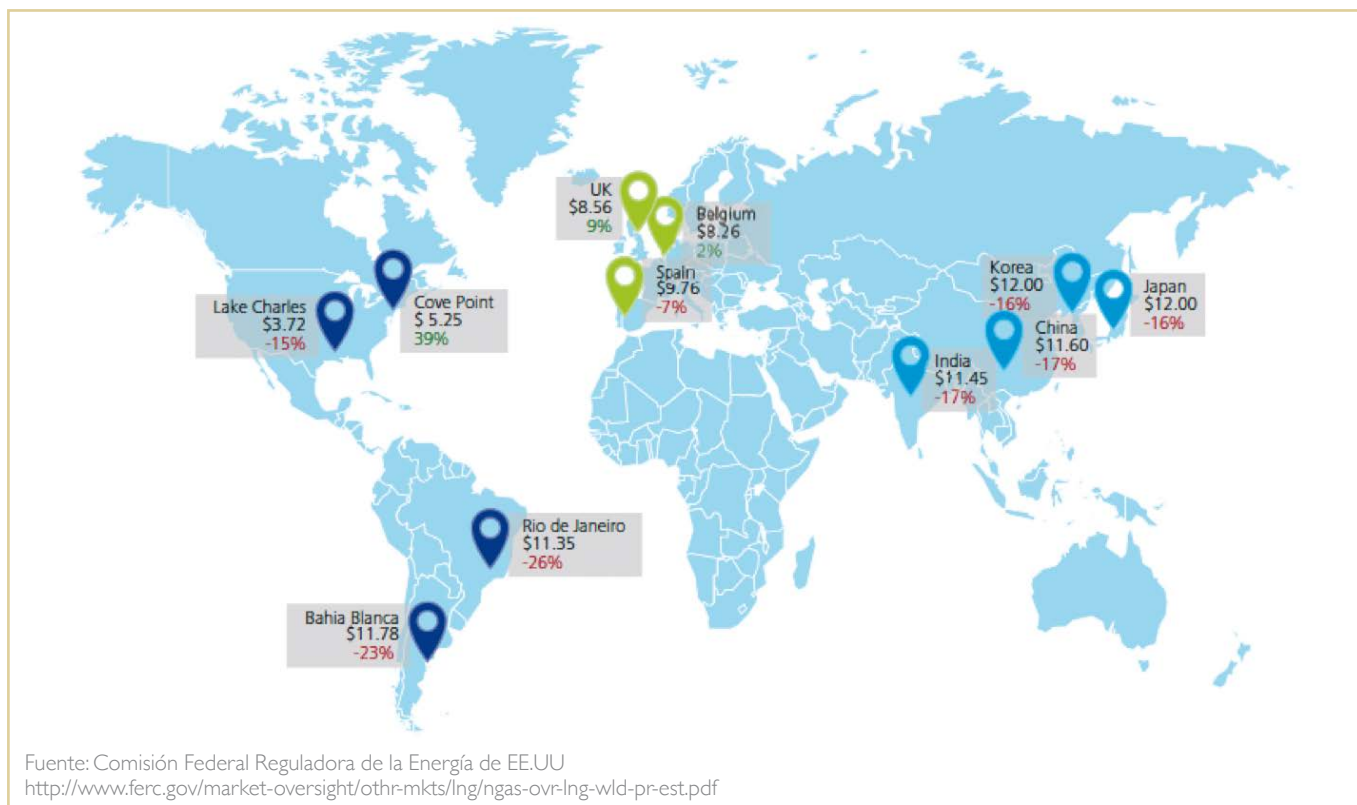 UK
$8.56
9%
Belgium
$8.26
2%
Spain
$9.76
-7%
Lake Charles
$3.72
-15%
Cove Point
$ 5.25
39%
Korea
$12.00
-16%
Japan
$12.00
-16%
China
$11.60
-17%
India
$11.45
-17%
Rio de Janeiro
$11.35
-26%
Bahia Blanca
$11.78
-23%
Fuente: Comisión Federal Reguladora de la Energía de EE.UU
http://www.ferc.gov/market-oversight/othr-mkts/lng/ngas-ovr-lng-wld-pr-est.pdf